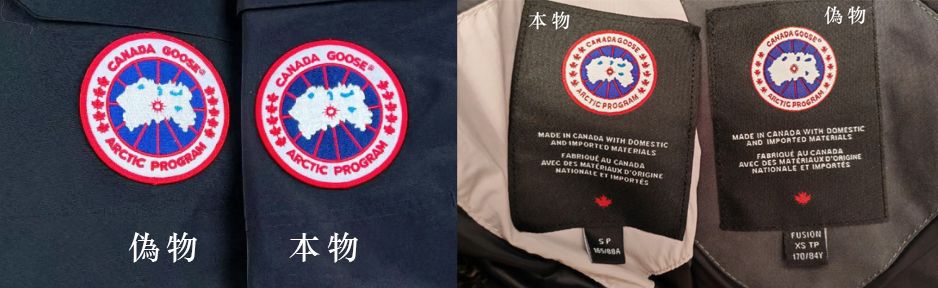 CANADA GOOSE®
ARCTIC PROGRAM
偽物
CANADA GOOSE®
ARCTIC PROGRAM
本物
本物
CANADA GOOSE®
ARCTIC PROGRAM
MADE IN CANADA WITH DOMESTIC
AND IMPORTED MATERIALS
FABRIQUÉ AU CANADA
AVEC DES MATÉRIAUX D'ORIGINE
NATIONALE ET IMPORTÉS
SP
165/88A
偽物
CANADA GOOSE®
ARCTIC PROGRAM
MADE IN CANADA WITH DOMESTIC
AND IMPORTED MATERIALS
FABRIQUÉ AU CANADA
AVEC DES MATÉRIAUX D'ORIGINE
NATIONALE ET IMPORTÉS
FUSION
XS TP
170/84Y